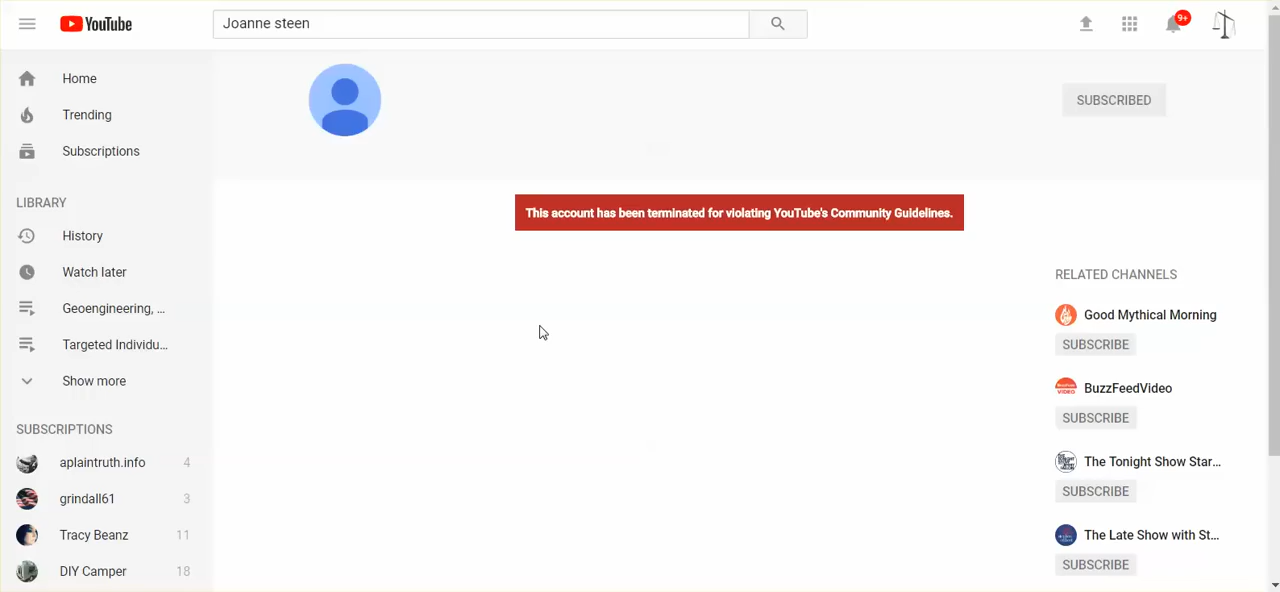 YouTube
Joanne steen
9+
Home
Trending
Subscriptions
LIBRARY
History
Watch later
Geoengineering, ...
Targeted Individu...
Show more
SUBSCRIPTIONS
aplaintruth.info 4
grindall61 3
Tracy Beanz 11
DIY Camper 18
SUBSCRIBED
This account has been terminated for violating YouTube's Community Guidelines.
RELATED CHANNELS
Good Mythical Morning
SUBSCRIBE
BuzzFeedVideo
SUBSCRIBE
The Tonight Show Star...
SUBSCRIBE
The Late Show with St...
SUBSCRIBE